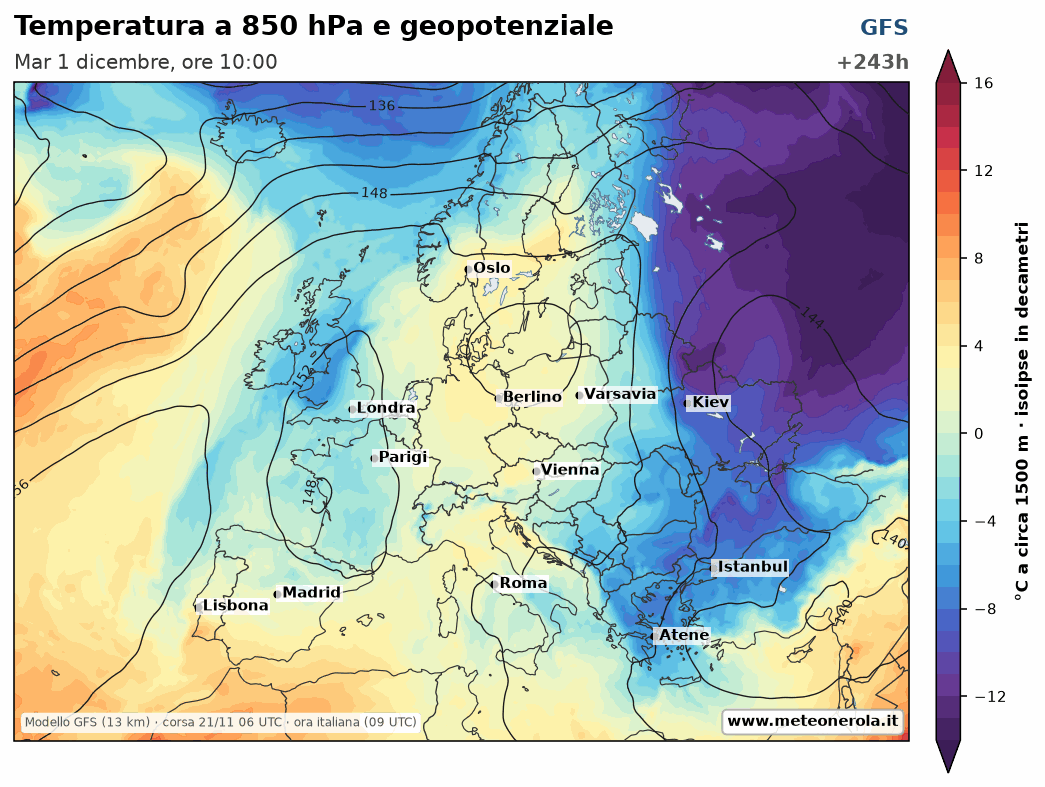 Temperatura a 850 hPa e geopotenziale
GFS
Mar 1 dicembre, ore 10:00
+243h
136
148
Oslo
144
132
Berlino
Varsavia
Kiev
Londra
Parigi
Vienna
56
148
140
Istanbul
Roma
Madrid
Lisbona
140
Atene
Modello GFS (13 km) · corsa 21/11 06 UTC · ora italiana (09 UTC)
www.meteonerola.it
16
12
8
4
0
−4
−8
−12
°C a circa 1500 m · isoipse in decametri